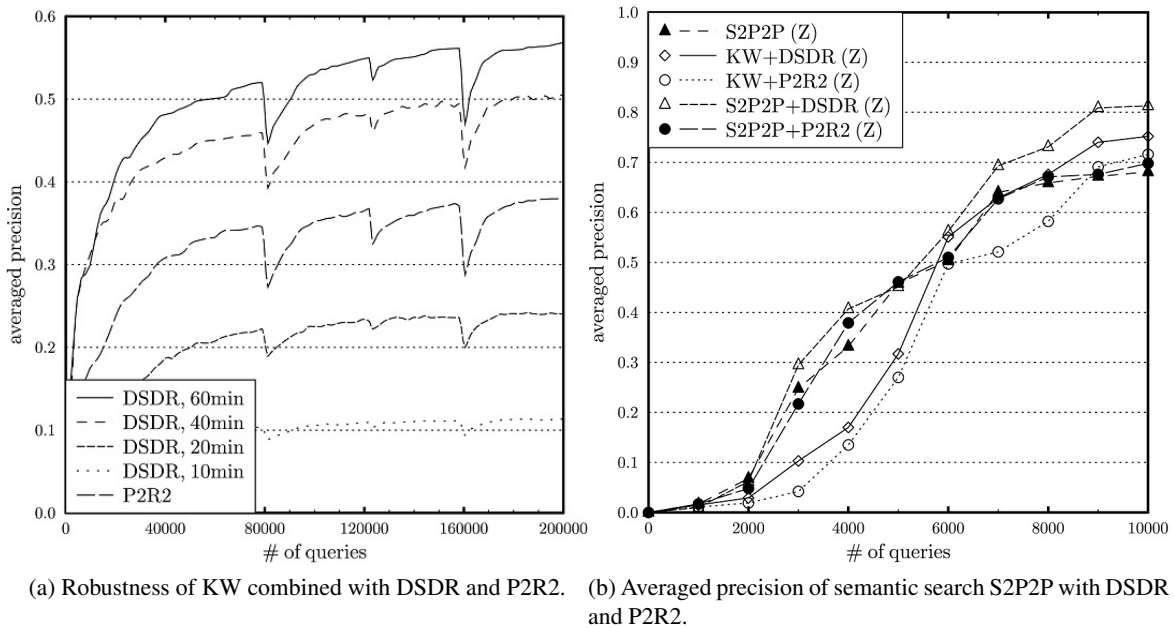 averaged precision
0.6
0.5
0.4
0.3
0.2
0.1
0.0
DSDR, 60min
DSDR, 40min
DSDR, 20min
DSDR, 10min
P2R2
0 40000 80000 120000 160000 200000
# of queries
(a) Robustness of KW combined with DSDR and P2R2.
averaged precision
1.0
0.9
0.8
0.7
0.6
0.5
0.4
0.3
0.2
0.1
0.0
S2P2P (Z)
KW+DSDR (Z)
KW+P2R2 (Z)
S2P2P+DSDR (Z)
S2P2P+P2R2 (Z)
0 2000 4000 6000 8000 10000
# of queries
(b) Averaged precision of semantic search S2P2P with DSDR
and P2R2.